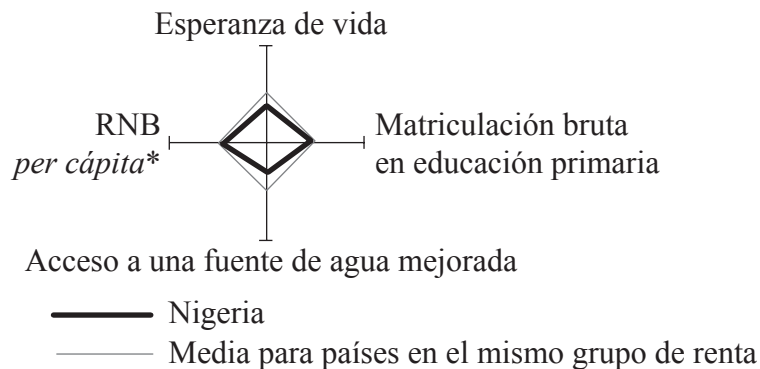 Esperanza de vida
RNB
per cápita*
Matriculación bruta
en educación primaria
Acceso a una fuente de agua mejorada
Nigeria
Media para países en el mismo grupo de renta